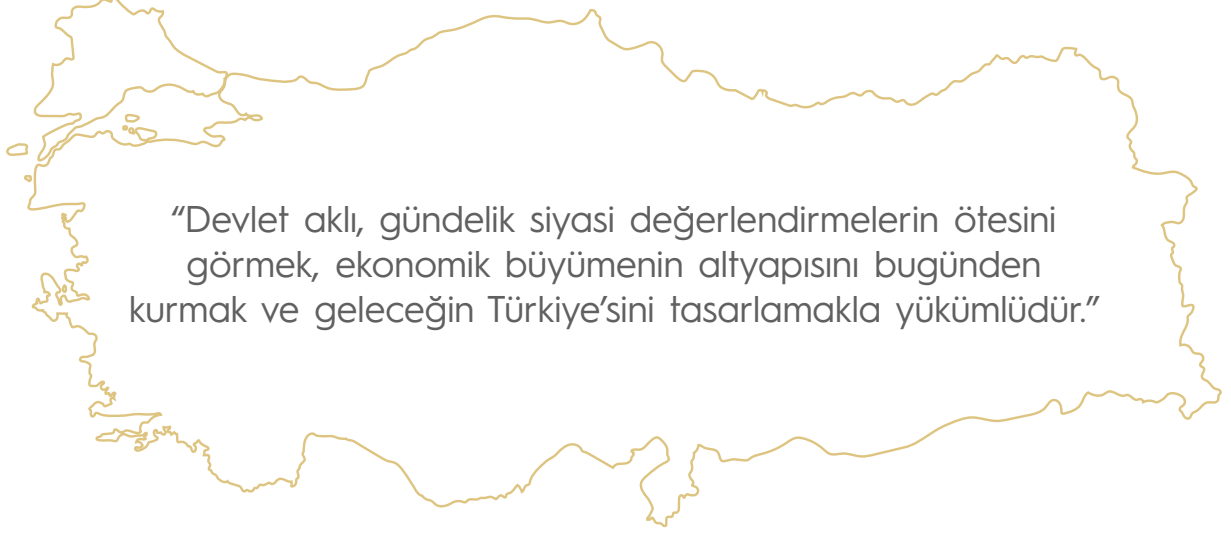 “Devlet aklı, gündelik siyasi değerlendirmelerin ötesini
görmek, ekonomik büyümenin altyapısını bugünden
kurmak ve geleceğin Türkiye’sini tasarlamakla yükümlüdür.”